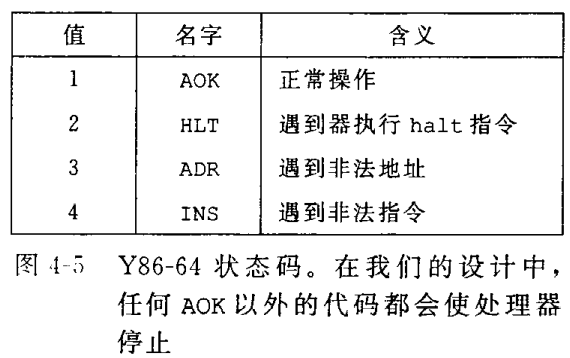 值 名字 含义
1 AOK 正常操作
2 HLT 遇到器执行 halt 指令
3 ADR 遇到非法地址
4 INS 遇到非法指令
图 4-5 Y86-64 状态码。在我们的设计中，
任何 AOK 以外的代码都会使处理器
停止